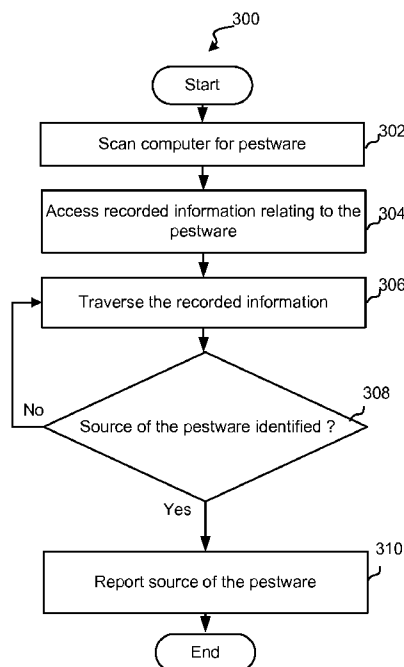 300
Start
302
Scan computer for pestware
Access recorded information relating to the
pestware
304
306
Traverse the recorded information
308
No
Source of the pestware identified ?
Yes
310
Report source of the pestware
End